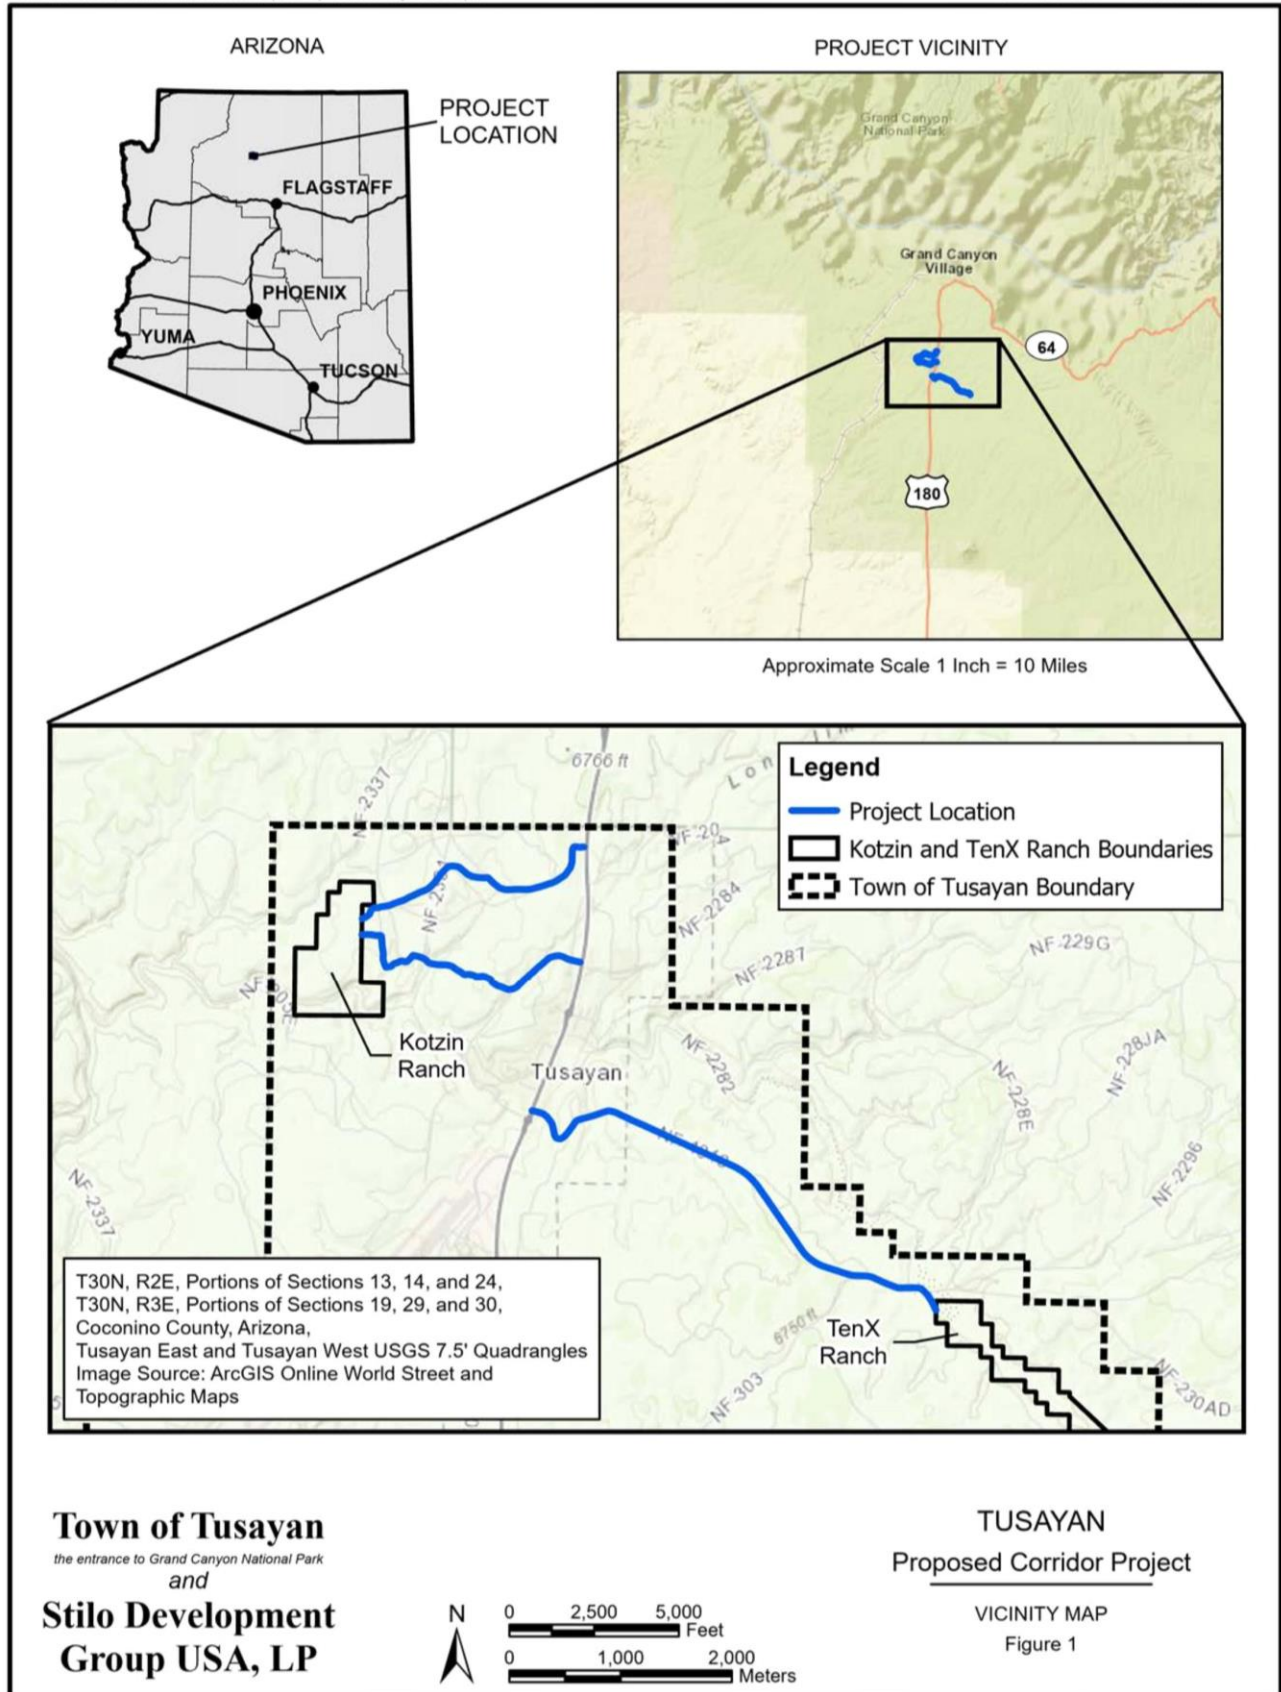 ARIZONA
PROJECT
LOCATION
FLAGSTAFF
PHOENIX
YUMA
TUCSON
PROJECT VICINITY
Grand Canyon
National Park
Grand Canyon
Village
64
180
Approximate Scale 1 Inch = 10 Miles
6766 ft
NF-2337
Legend
Project Location
Kotzin and TenX Ranch Boundaries
Town of Tusayan Boundary
NF-2284
NF-2287
NF-229G
Kotzin
Ranch
Tusayan
NF-2282
NF-228E
NF-228JA
NF-2296
NF-2337
6750 ft
TenX
Ranch
NF-303
NF-230AD
T30N, R2E, Portions of Sections 13, 14, and 24,
T30N, R3E, Portions of Sections 19, 29, and 30,
Coconino County, Arizona,
Tusayan East and Tusayan West USGS 7.5' Quadrangles
Image Source: ArcGIS Online World Street and
Topographic Maps
Town of Tusayan
the entrance to Grand Canyon National Park
and
Stilo Development
Group USA, LP
N
0 2,500 5,000
Feet
0 1,000 2,000
Meters
TUSAYAN
Proposed Corridor Project
VICINITY MAP
Figure 1